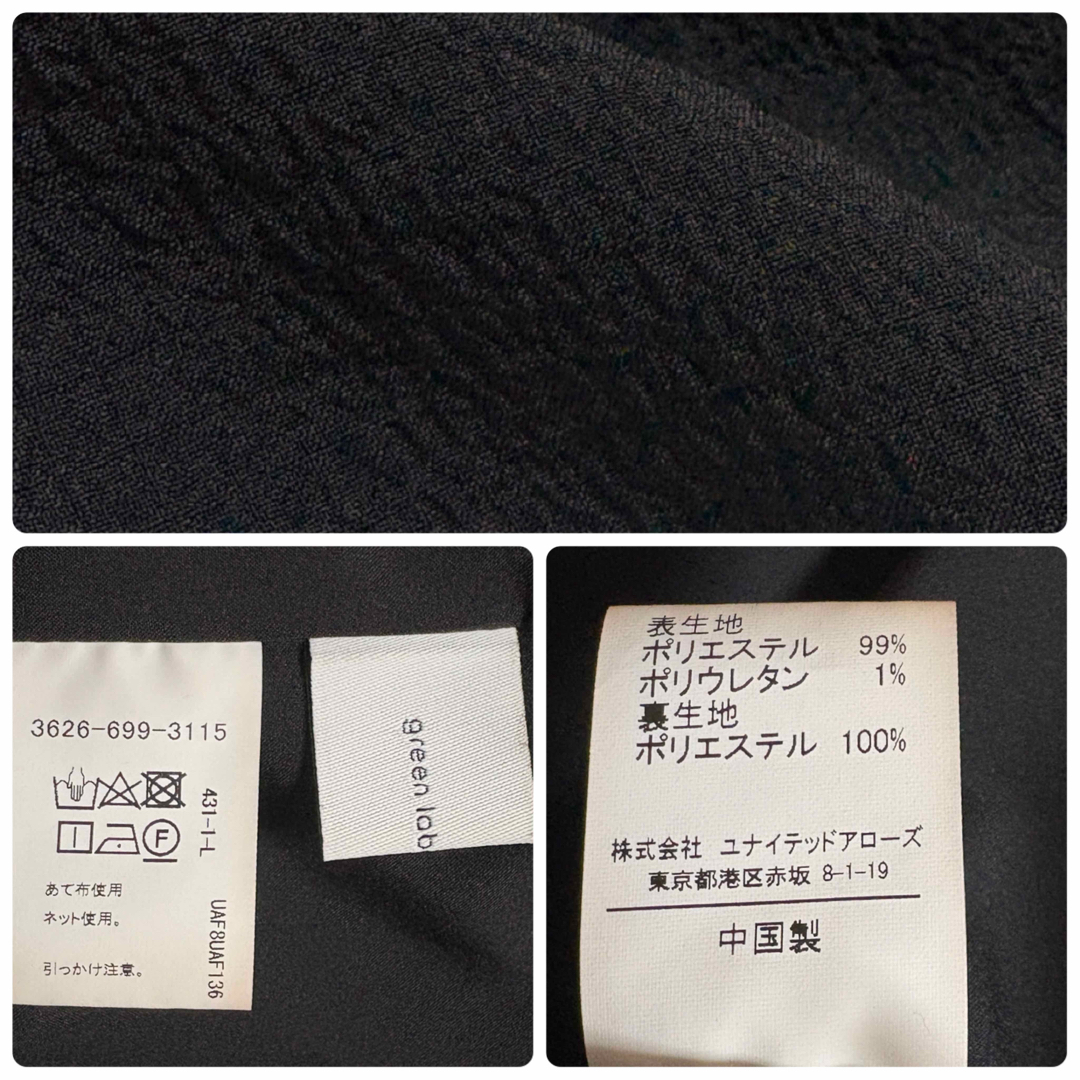 3626-699-3115
431-1-L
F
あて布使用
ネット使用。
引っかけ注意。
UAF8UAF136
green lab
表生地
ポリエステル 99%
ポリウレタン 1%
裏生地
ポリエステル 100%
株式会社 ユナイテッドアローズ
東京都港区赤坂 8-1-19
中国製